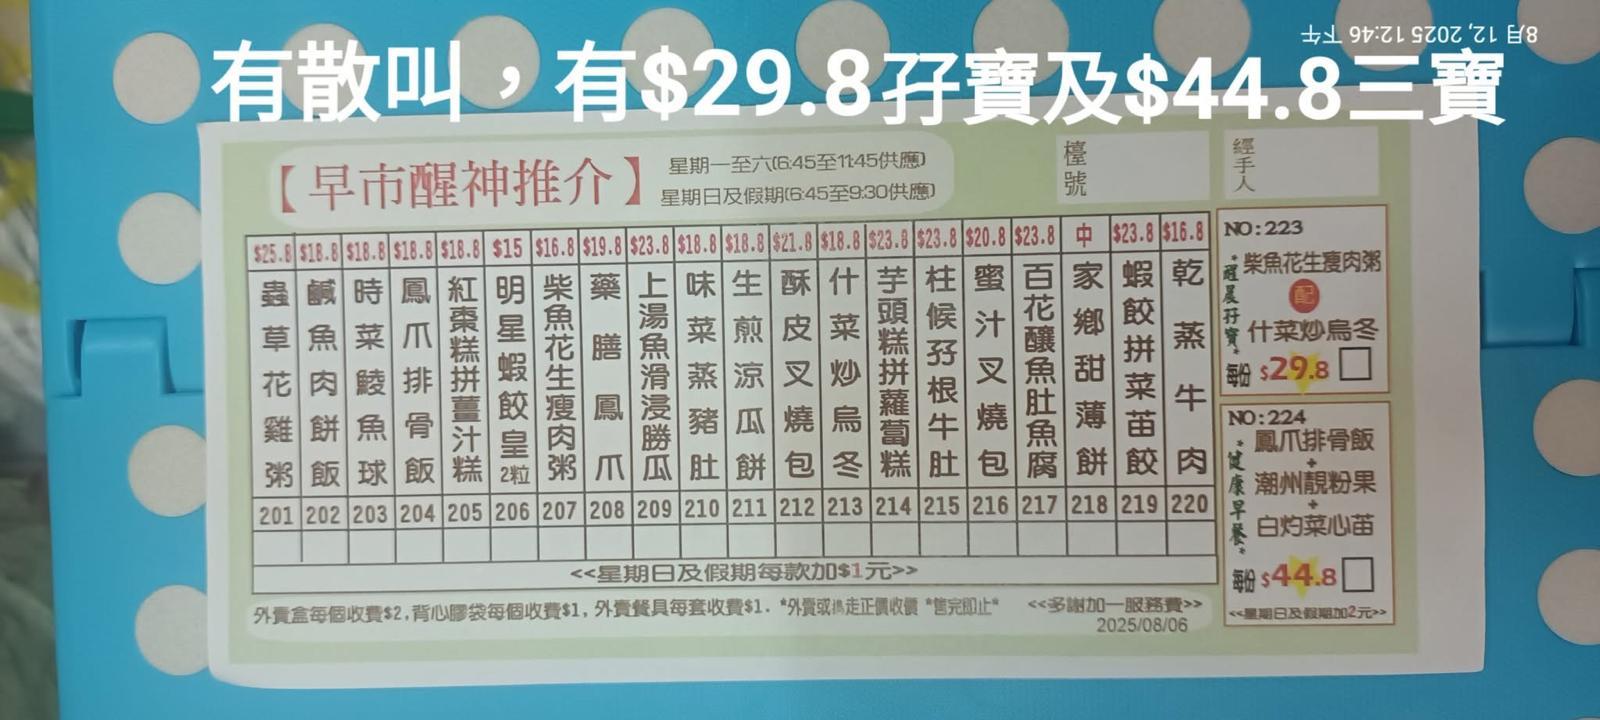 8月 12, 2025 12:46 下午
有散叫，有$29.8孖寶及$44.8三寶
【早市醒神推介】
星期一至六(6:45至11:45供應)
星期日及假期(6:45至9:30供應)
檯號
經手人
$25.8 $18.8 $18.8 $18.8 $18.8 $15 $16.8 $19.8 $23.8 $18.8 $18.8 $21.8 $18.8 $23.8 $23.8 $20.8 $23.8 中 $23.8 $16.8
蟲草花雞粥
鹹魚肉餅飯
時菜鯪魚球
鳳爪排骨飯
紅棗糕拼薑汁糕
明星蝦餃皇2粒
柴魚花生瘦肉粥
藥膳鳳爪
上湯魚滑浸勝瓜
味菜蒸豬肚
生煎涼瓜餅
酥皮叉燒包
什菜炒烏冬
芋頭糕拼蘿蔔糕
柱候孖根牛肚
蜜汁叉燒包
百花釀魚肚魚腐
家鄉甜薄餅
蝦餃拼菜苗餃
乾蒸牛肉
201 202 203 204 205 206 207 208 209 210 211 212 213 214 215 216 217 218 219 220
<<星期日及假期每款加$1元>>
外賣盒每個收費$2,背心膠袋每個收費$1,外賣餐具每套收費$1. *外賣或拎走正價收價 *售完即止*
<<多謝加一服務費>>
2025/08/06
NO:223
*醒晨孖寶*
柴魚花生瘦肉粥
配
什菜炒烏冬
每份 $29.8
NO:224
*健康早餐*
鳳爪排骨飯
+
潮州靚粉果
+
白灼菜心苗
每份 $44.8
<<星期日及假期加2元>>